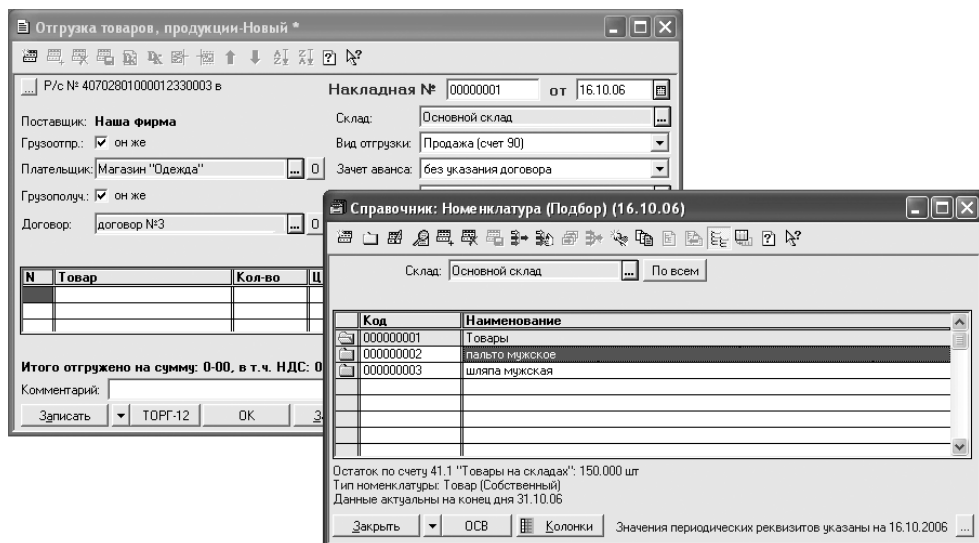 Отгрузка товаров, продукции-Новый *
Р/с № 40702801000012330003 в
Накладная № 00000001 от 16.10.06
Поставщик: Наша фирма
Склад: Основной склад
Грузоотпр.: он же
Вид отгрузки: Продажа (счет 90)
Плательщик: Магазин "Одежда" ... О
Зачет аванса: без указания договора
Грузополуч.: он же
Договор: договор №3 ... О
N Товар Кол-во Ц
Итого отгружено на сумму: 0-00, в т.ч. НДС: 0
Комментарий:
Записать ТОРГ-12 OK З
Справочник: Номенклатура (Подбор) (16.10.06)
Склад: Основной склад ... По всем
Код Наименование
000000001 Товары
000000002 пальто мужское
000000003 шляпа мужская
Остаток по счету 41.1 "Товары на складах": 150.000 шт
Тип номенклатуры: Товар (Собственный)
Данные актуальны на конец дня 31.10.06
Закрыть ОСВ Колонки Значения периодических реквизитов указаны на 16.10.2006 ...